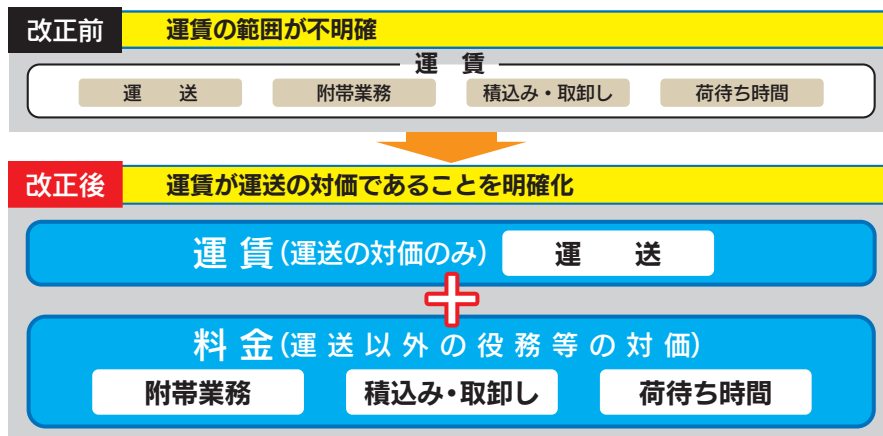 改正前 運賃の範囲が不明確
運 賃
運 送 附帯業務 積込み・取卸し 荷待ち時間
改正後 運賃が運送の対価であることを明確化
運 賃(運送の対価のみ) 運 送
料 金(運 送 以 外 の 役 務 等 の 対 価)
附帯業務 積込み・取卸し 荷待ち時間